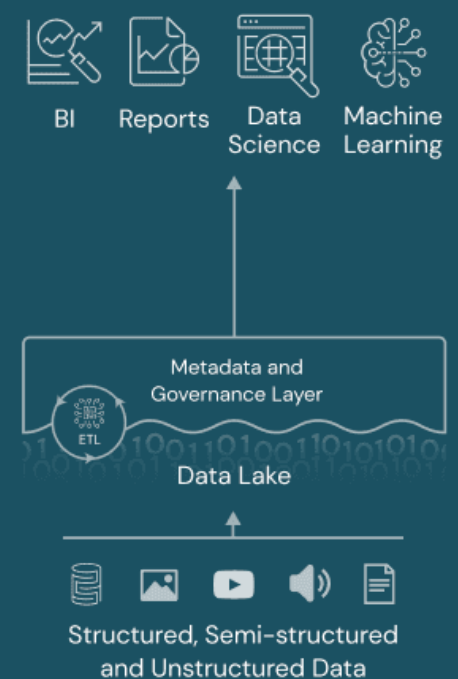 BI
Reports
Data
Science
Machine
Learning
Metadata and
Governance Layer
ETL
Data Lake
Structured, Semi-structured
and Unstructured Data